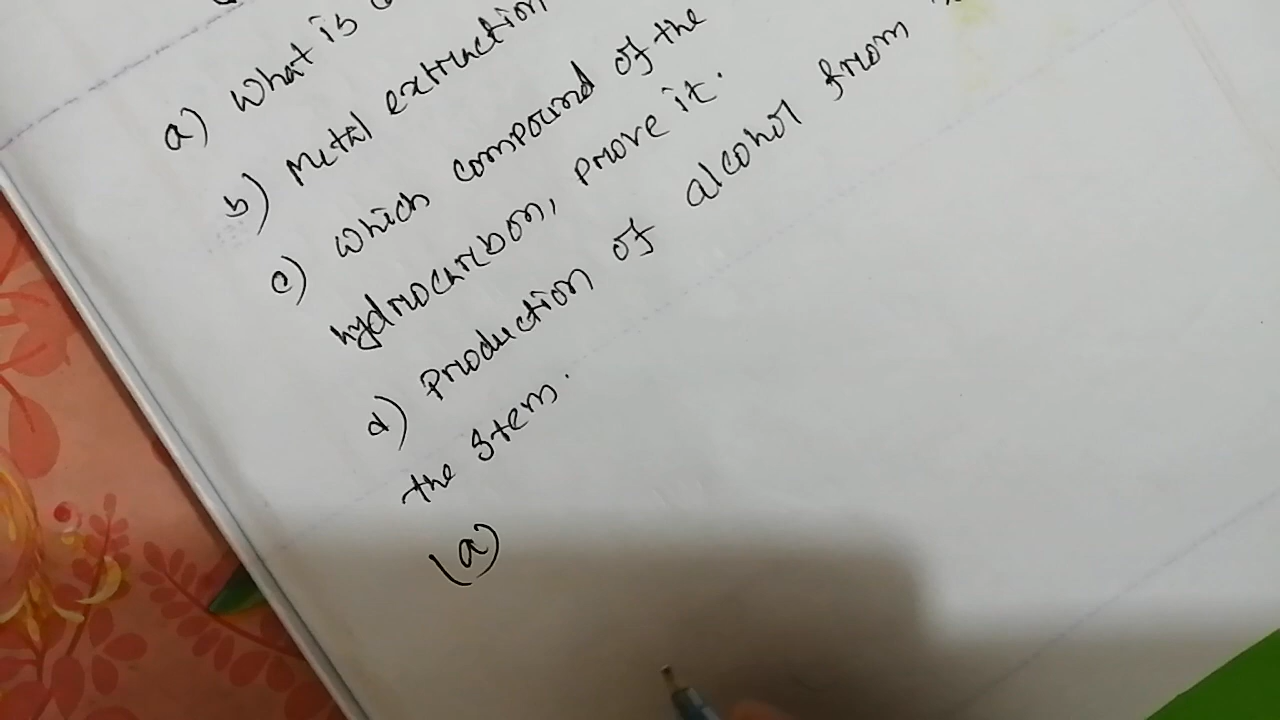 a) What is
b) Metal extraction
c) Which compound of the
hydrocarbon, prove it.
d) Production of alcohol from
the stem.
(a)